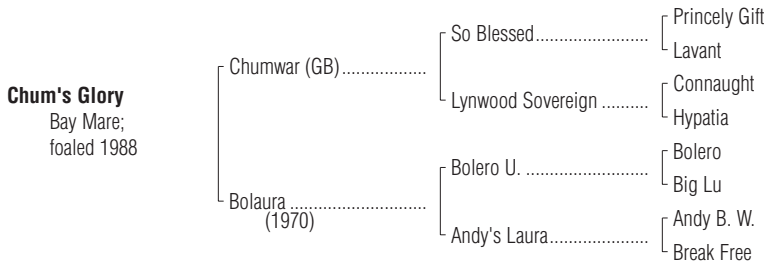 Princely Gift
So Blessed......................
Lavant
Chumwar (GB)..................
Connaught
Lynwood Sovereign ..........
Hypatia
Chum's Glory
Bay Mare;
foaled 1988
Bolero
Bolero U. .........................
Big Lu
Bolaura .............................
(1970)
Andy B. W.
Andy's Laura....................
Break Free